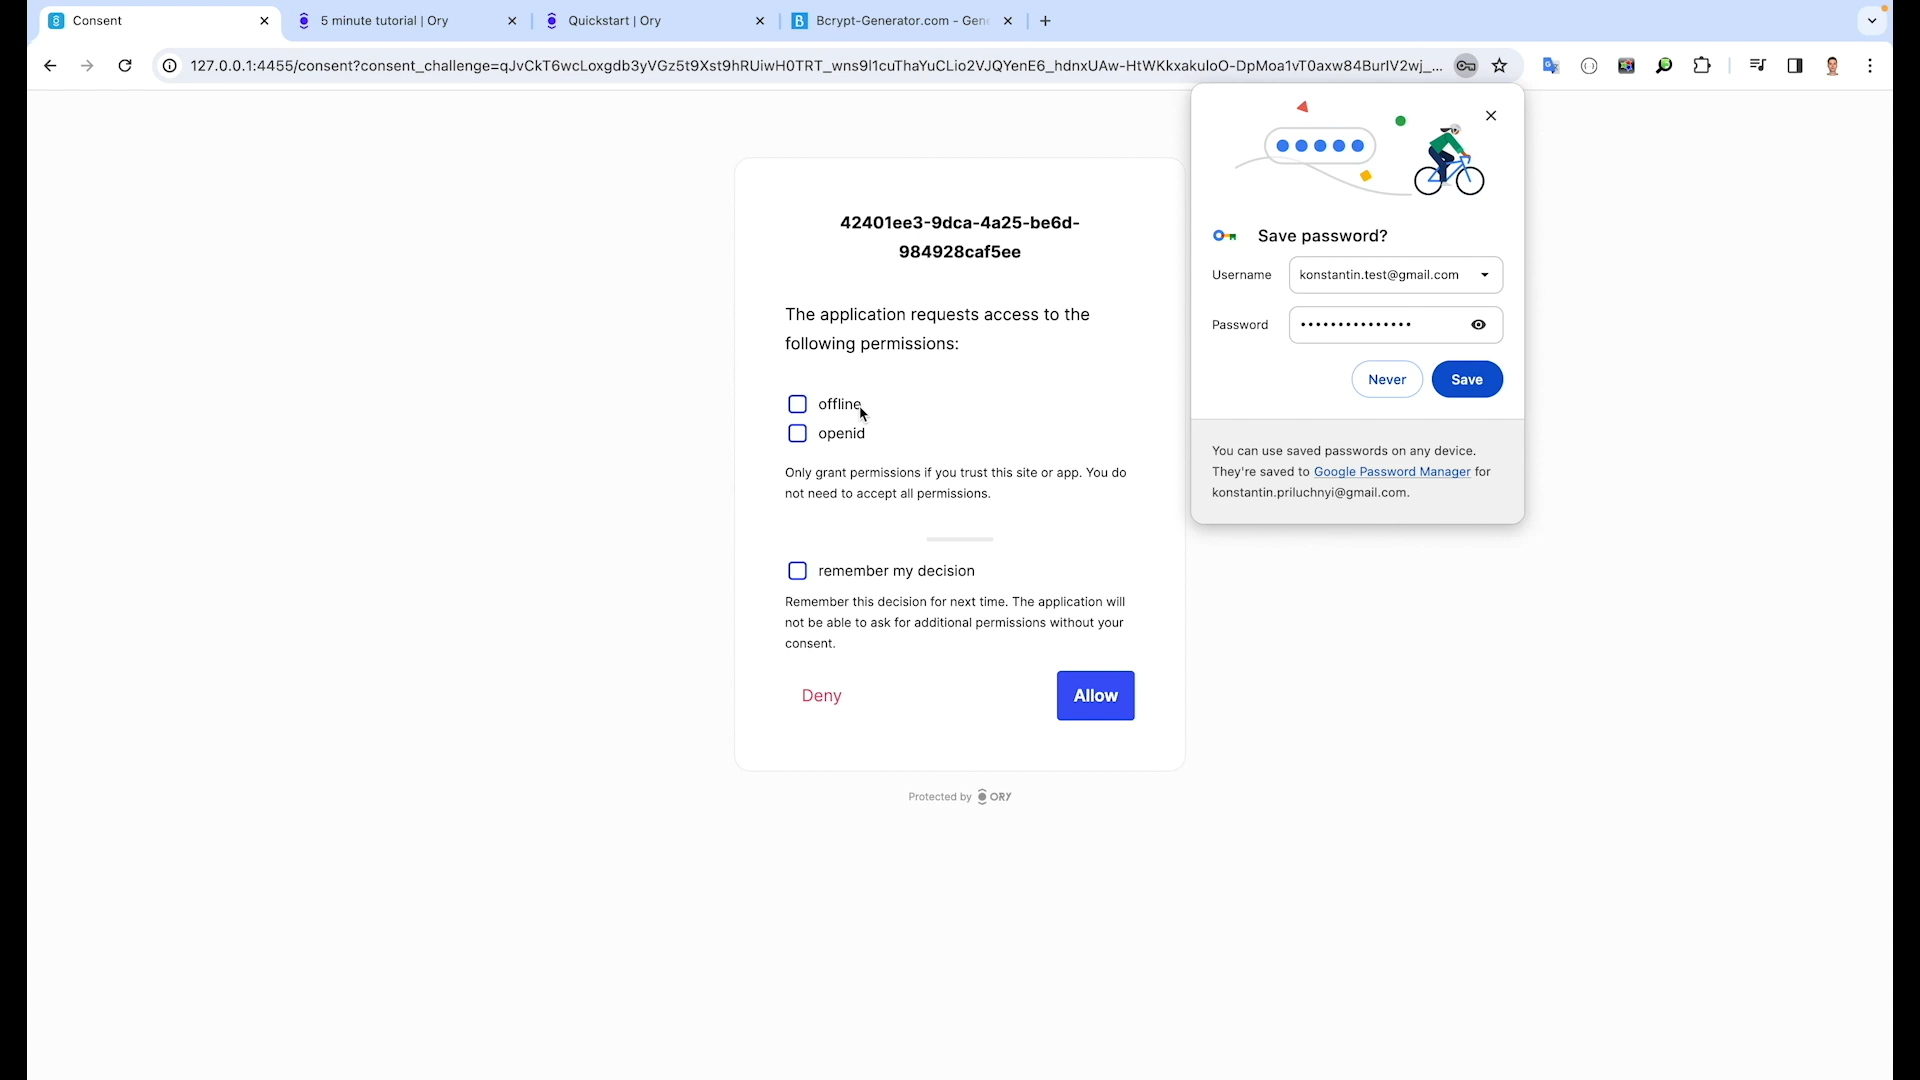 Consent
5 minute tutorial | Ory
Quickstart | Ory
Bcrypt-Generator.com - Gen
127.0.0.1:4455/consent?consent_challenge=qJvCkT6wcLoxgdb3yVGz5t9Xst9hRUiwH0TRT_wns9l1cuThaYuCLio2VJQYenE6_hdnxUAw-HtWKkxakuIoO-DpMoa1vT0axw84BurIV2wj_...
42401ee3-9dca-4a25-be6d-
984928caf5ee
The application requests access to the
following permissions:
offline
openid
Only grant permissions if you trust this site or app. You do
not need to accept all permissions.
remember my decision
Remember this decision for next time. The application will
not be able to ask for additional permissions without your
consent.
Deny
Allow
Protected by ORY
Save password?
Username
konstantin.test@gmail.com
Password
Never
Save
You can use saved passwords on any device.
They're saved to Google Password Manager for
konstantin.priluchnyi@gmail.com.